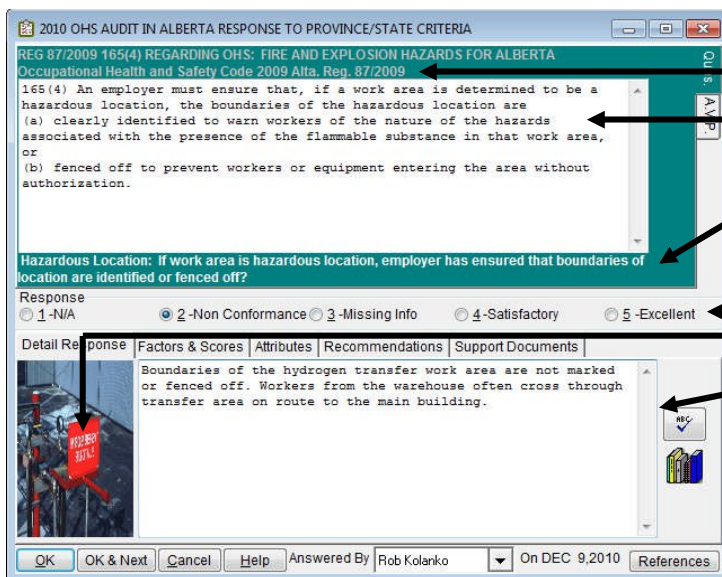 2010 OHS AUDIT IN ALBERTA RESPONSE TO PROVINCE/STATE CRITERIA
REG 87/2009 165(4) REGARDING OHS: FIRE AND EXPLOSION HAZARDS FOR ALBERTA
Occupational Health and Safety Code 2009 Alta. Reg. 87/2009
165(4) An employer must ensure that, if a work area is determined to be a
hazardous location, the boundaries of the hazardous location are
(a) clearly identified to warn workers of the nature of the hazards
associated with the presence of the flammable substance in that work area,
or
(b) fenced off to prevent workers or equipment entering the area without
authorization.
A.V.P.
Hazardous Location: If work area is hazardous location, employer has ensured that boundaries of
location are identified or fenced off?
Response
1 -N/A 2 -Non Conformance 3 -Missing Info 4 -Satisfactory 5 -Excellent
Detail Response Factors & Scores Attributes Recommendations Support Documents
Boundaries of the hydrogen transfer work area are not marked
or fenced off. Workers from the warehouse often cross through
transfer area on route to the main building.
ABC
OK OK & Next Cancel Help Answered By Rob Kolanko On DEC 9,2010 References